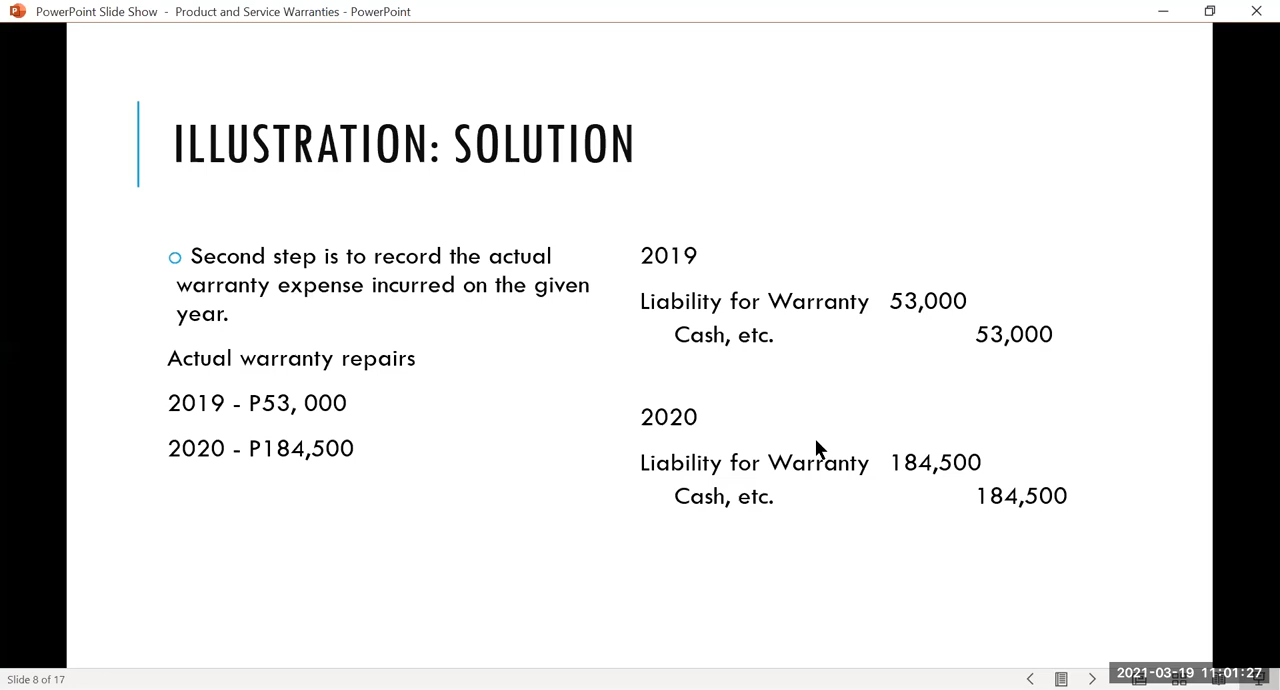 PowerPoint Slide Show - Product and Service Warranties - PowerPoint
ILLUSTRATION: SOLUTION
Second step is to record the actual
warranty expense incurred on the given
year.
Actual warranty repairs
2019 - P53, 000
2020 - P184,500
2019
Liability for Warranty 53,000
Cash, etc. 53,000
2020
Liability for Warranty 184,500
Cash, etc. 184,500
Slide 8 of 17
2021-03-19 11:01:27